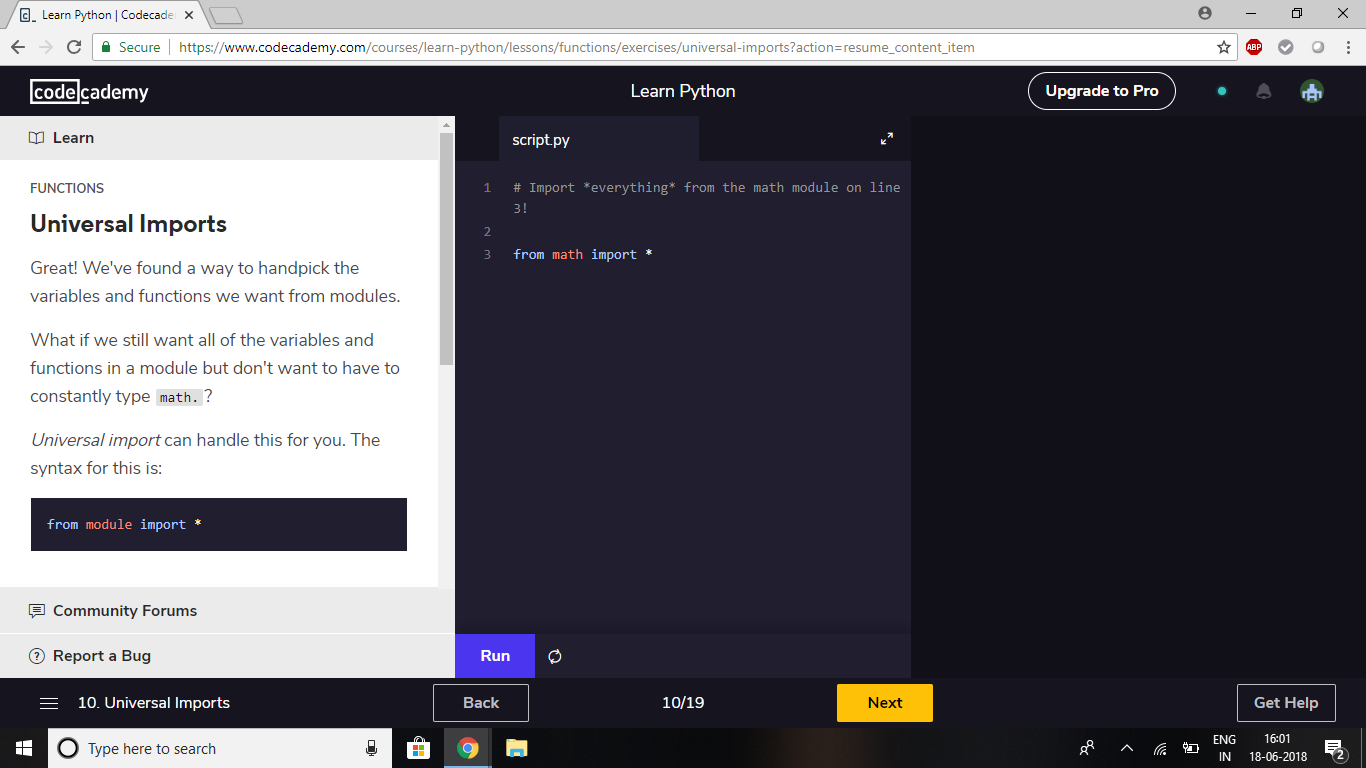 Learn Python | Codecade
Secure
https://www.codecademy.com/courses/learn-python/lessons/functions/exercises/universal-imports?action=resume_content_item
ABP
codecademy
Learn Python
Upgrade to Pro
Learn
FUNCTIONS
Universal Imports
Great! We've found a way to handpick the
variables and functions we want from modules.
What if we still want all of the variables and
functions in a module but don't want to have to
constantly type math. ?
Universal import can handle this for you. The
syntax for this is:
from module import *
Community Forums
Report a Bug
script.py
1 # Import *everything* from the math module on line
3!
2
3 from math import *
Run
10. Universal Imports
Back
10/19
Next
Get Help
Type here to search
ENG
IN
16:01
18-06-2018
2